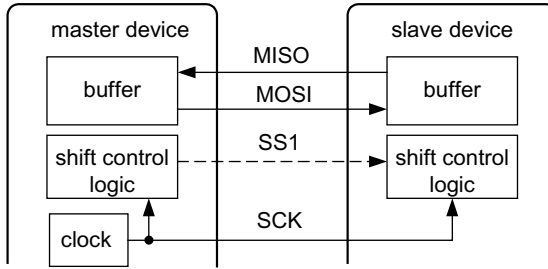 master device
slave device
MISO
buffer
buffer
MOSI
SS1
shift control
logic
shift control
logic
SCK
clock